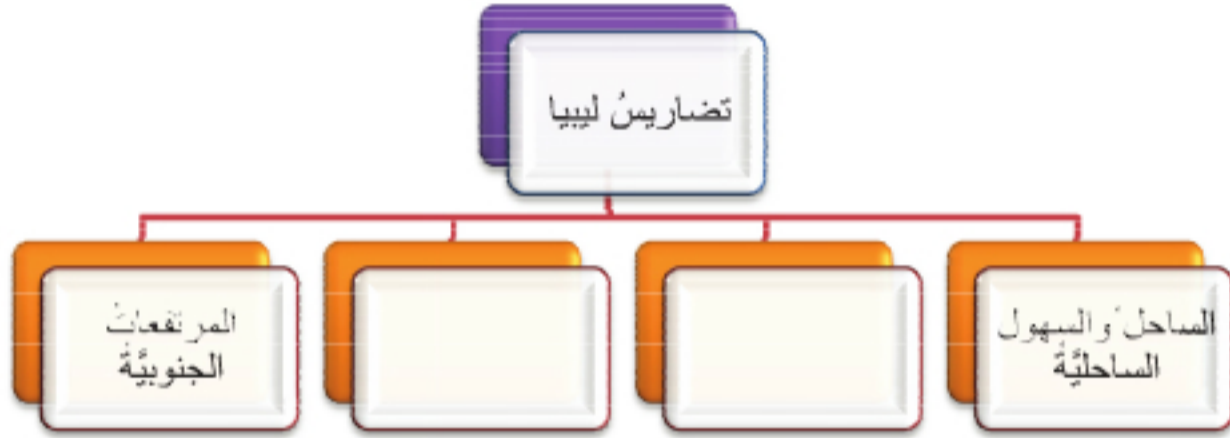 تضاريسُ ليبيا
الساحلُ والسهول
الساحليَّةُ
المرتفعاتُ
الجنوبيَّةُ